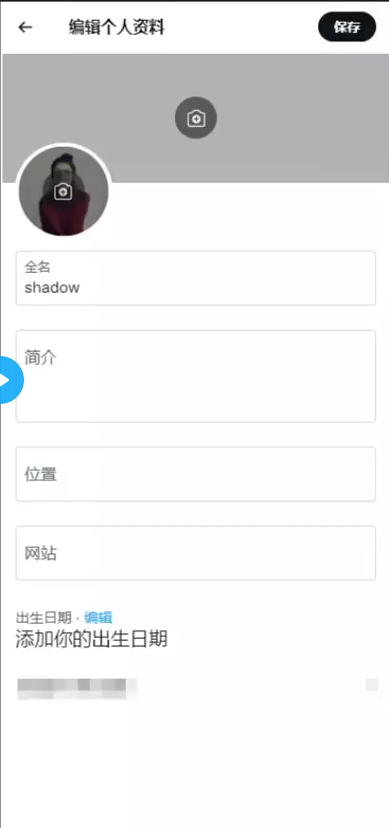 编辑个人资料
保存
全名
shadow
简介
位置
网站
出生日期 · 编辑
添加你的出生日期